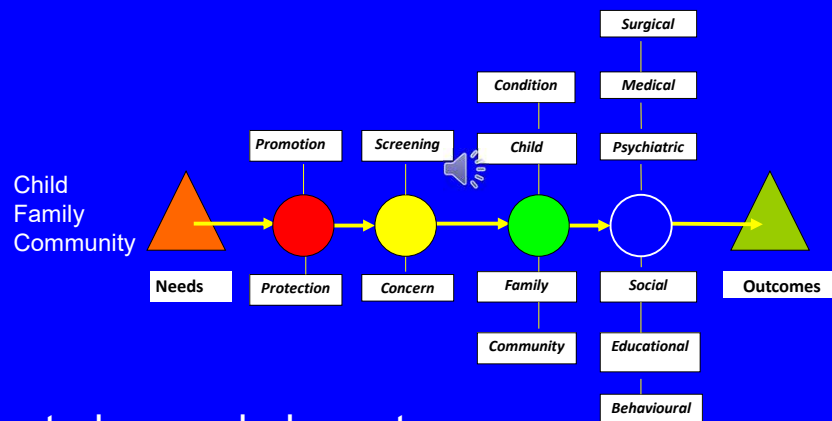 Surgical
Condition
Medical
Promotion
Screening
Child
Psychiatric
Child
Family
Community
Needs
Protection
Concern
Family
Social
Outcomes
Community
Educational
Behavioural